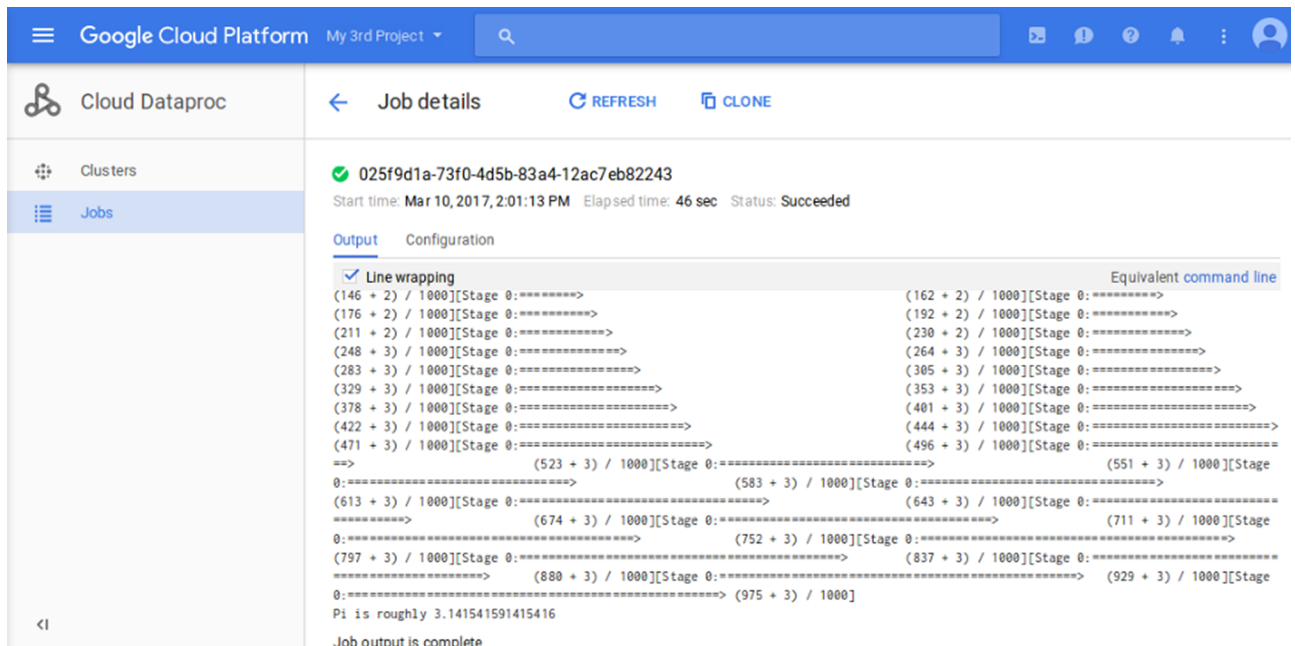 Google Cloud Platform My 3rd Project
Cloud Dataproc
Job details REFRESH CLONE
Clusters
Jobs
025f9d1a-73f0-4d5b-83a4-12ac7eb82243
Start time: Mar 10, 2017, 2:01:13 PM Elapsed time: 46 sec Status: Succeeded
Output Configuration
Line wrapping Equivalent command line
(146 + 2) / 1000][Stage 0:========> (162 + 2) / 1000][Stage 0:=========>
(176 + 2) / 1000][Stage 0:==========> (192 + 2) / 1000][Stage 0:===========>
(211 + 2) / 1000][Stage 0:============> (230 + 2) / 1000][Stage 0:=============>
(248 + 3) / 1000][Stage 0:==============> (264 + 3) / 1000][Stage 0:===============>
(283 + 3) / 1000][Stage 0:================> (305 + 3) / 1000][Stage 0:=================>
(329 + 3) / 1000][Stage 0:===================> (353 + 3) / 1000][Stage 0:====================>
(378 + 3) / 1000][Stage 0:=====================> (401 + 3) / 1000][Stage 0:======================>
(422 + 3) / 1000][Stage 0:=======================> (444 + 3) / 1000][Stage 0:=========================>
(471 + 3) / 1000][Stage 0:==========================> (496 + 3) / 1000][Stage 0:==========================
==> (523 + 3) / 1000][Stage 0:=============================> (551 + 3) / 1000][Stage
0:===============================> (583 + 3) / 1000][Stage 0:=================================>
(613 + 3) / 1000][Stage 0:==================================> (643 + 3) / 1000][Stage 0:==========================
==========> (674 + 3) / 1000][Stage 0:======================================> (711 + 3) / 1000][Stage
0:========================================> (752 + 3) / 1000][Stage 0:===========================================>
(797 + 3) / 1000][Stage 0:=============================================> (837 + 3) / 1000][Stage 0:==========================
=====================> (880 + 3) / 1000][Stage 0:==================================================> (929 + 3) / 1000][Stage
0:====================================================> (975 + 3) / 1000]
Pi is roughly 3.141541591415416
Job output is complete